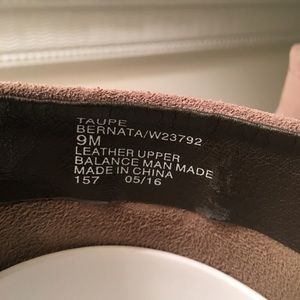 TAUPE
BERNATA/W23792
9M
LEATHER UPPER
BALANCE MAN MADE
MADE IN CHINA
157 05/16